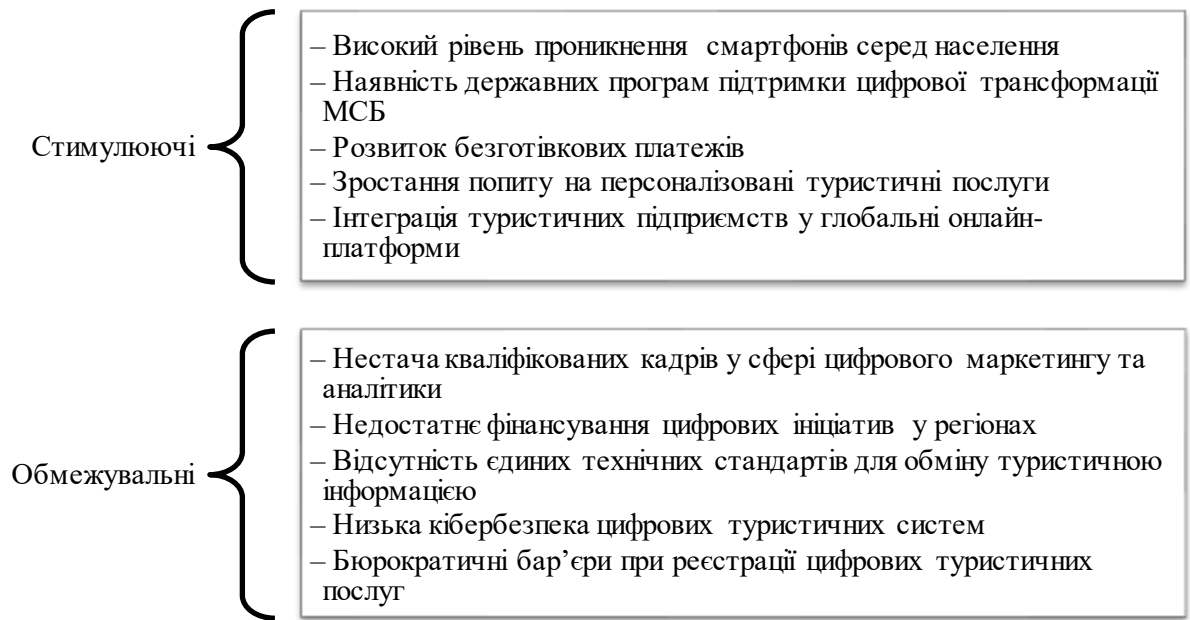 Стимулюючі
– Високий рівень проникнення смартфонів серед населення
– Наявність державних програм підтримки цифрової трансформації
МСБ
– Розвиток безготівкових платежів
– Зростання попиту на персоналізовані туристичні послуги
– Інтеграція туристичних підприємств у глобальні онлайн-
платформи
Обмежувальні
– Нестача кваліфікованих кадрів у сфері цифрового маркетингу та
аналітики
– Недостатнє фінансування цифрових ініціатив у регіонах
– Відсутність єдиних технічних стандартів для обміну туристичною
інформацією
– Низька кібербезпека цифрових туристичних систем
– Бюрократичні бар’єри при реєстрації цифрових туристичних
послуг